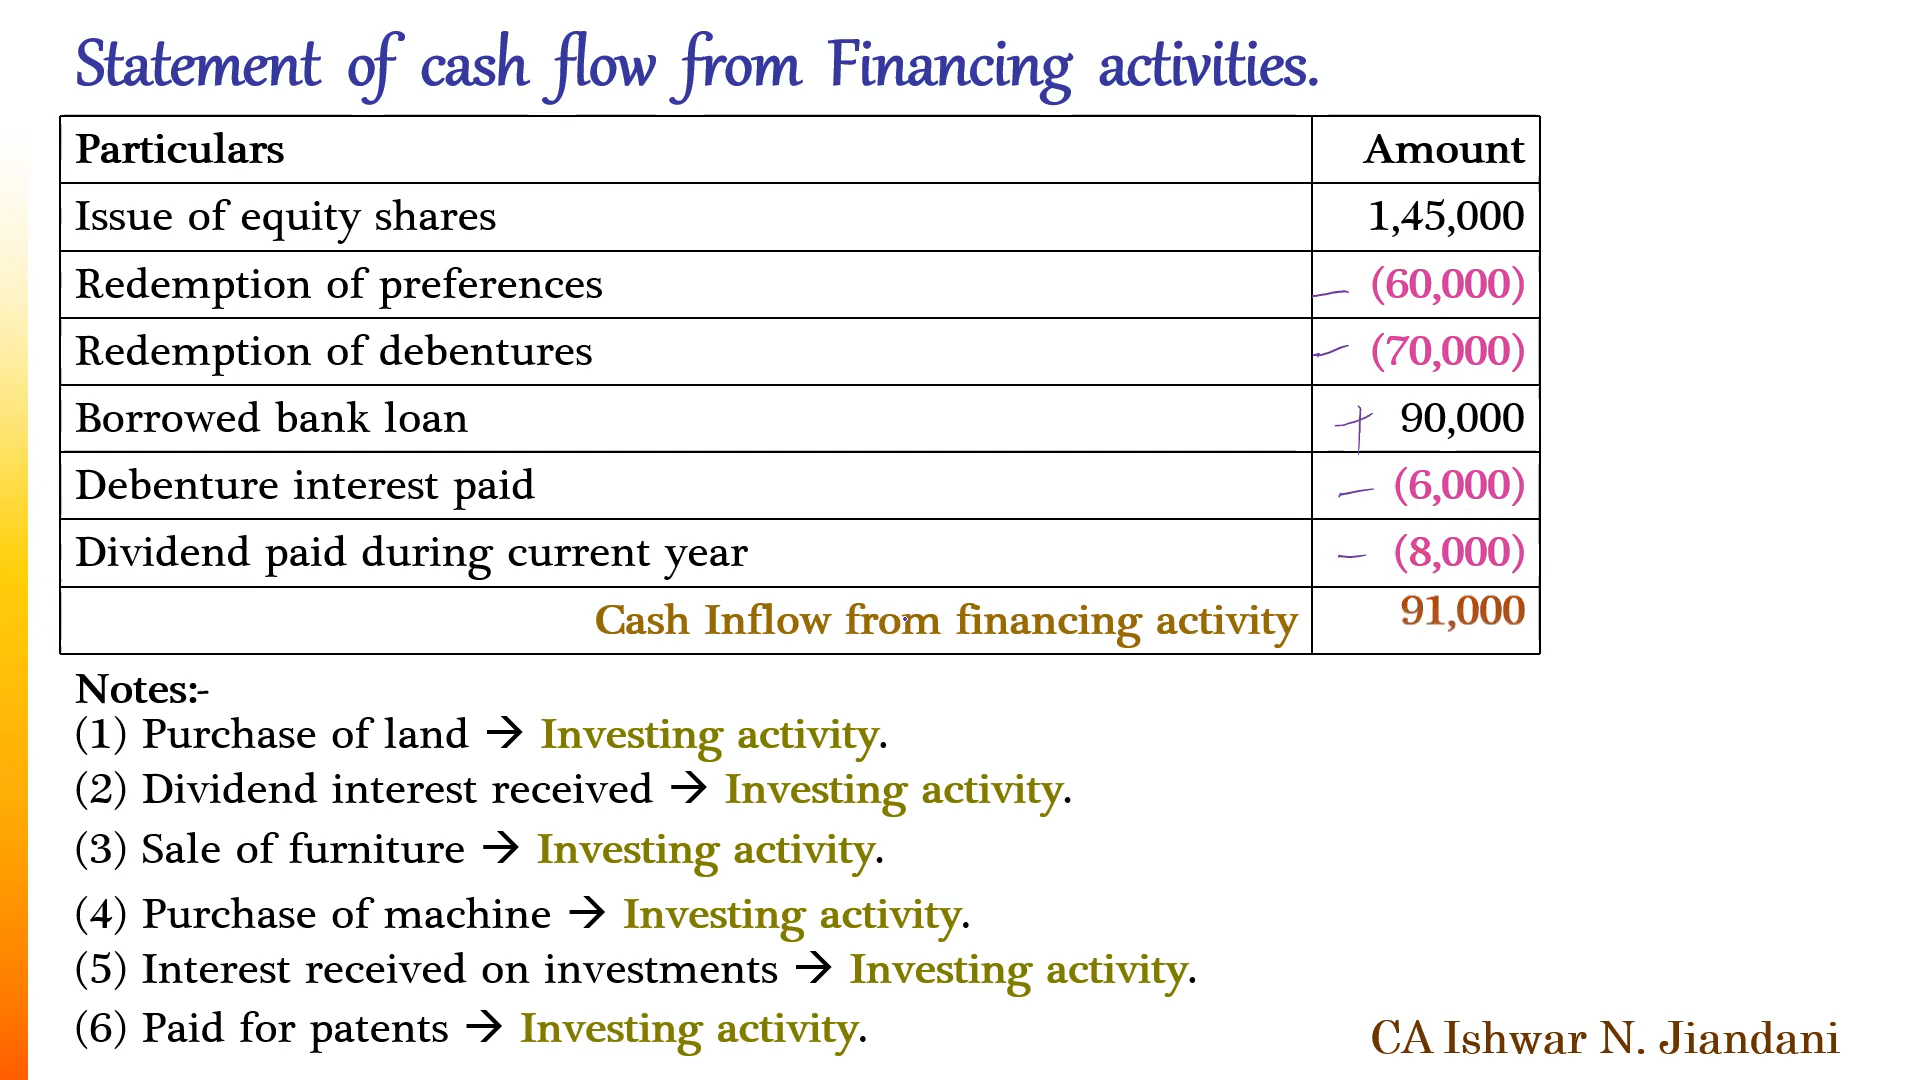 Statement of cash flow from Financing activities.
Particulars Amount
Issue of equity shares 1,45,000
Redemption of preferences – (60,000)
Redemption of debentures – (70,000)
Borrowed bank loan + 90,000
Debenture interest paid – (6,000)
Dividend paid during current year – (8,000)
Cash Inflow from financing activity 91,000
Notes:-
(1) Purchase of land → Investing activity.
(2) Dividend interest received → Investing activity.
(3) Sale of furniture → Investing activity.
(4) Purchase of machine → Investing activity.
(5) Interest received on investments → Investing activity.
(6) Paid for patents → Investing activity.
CA Ishwar N. Jiandani